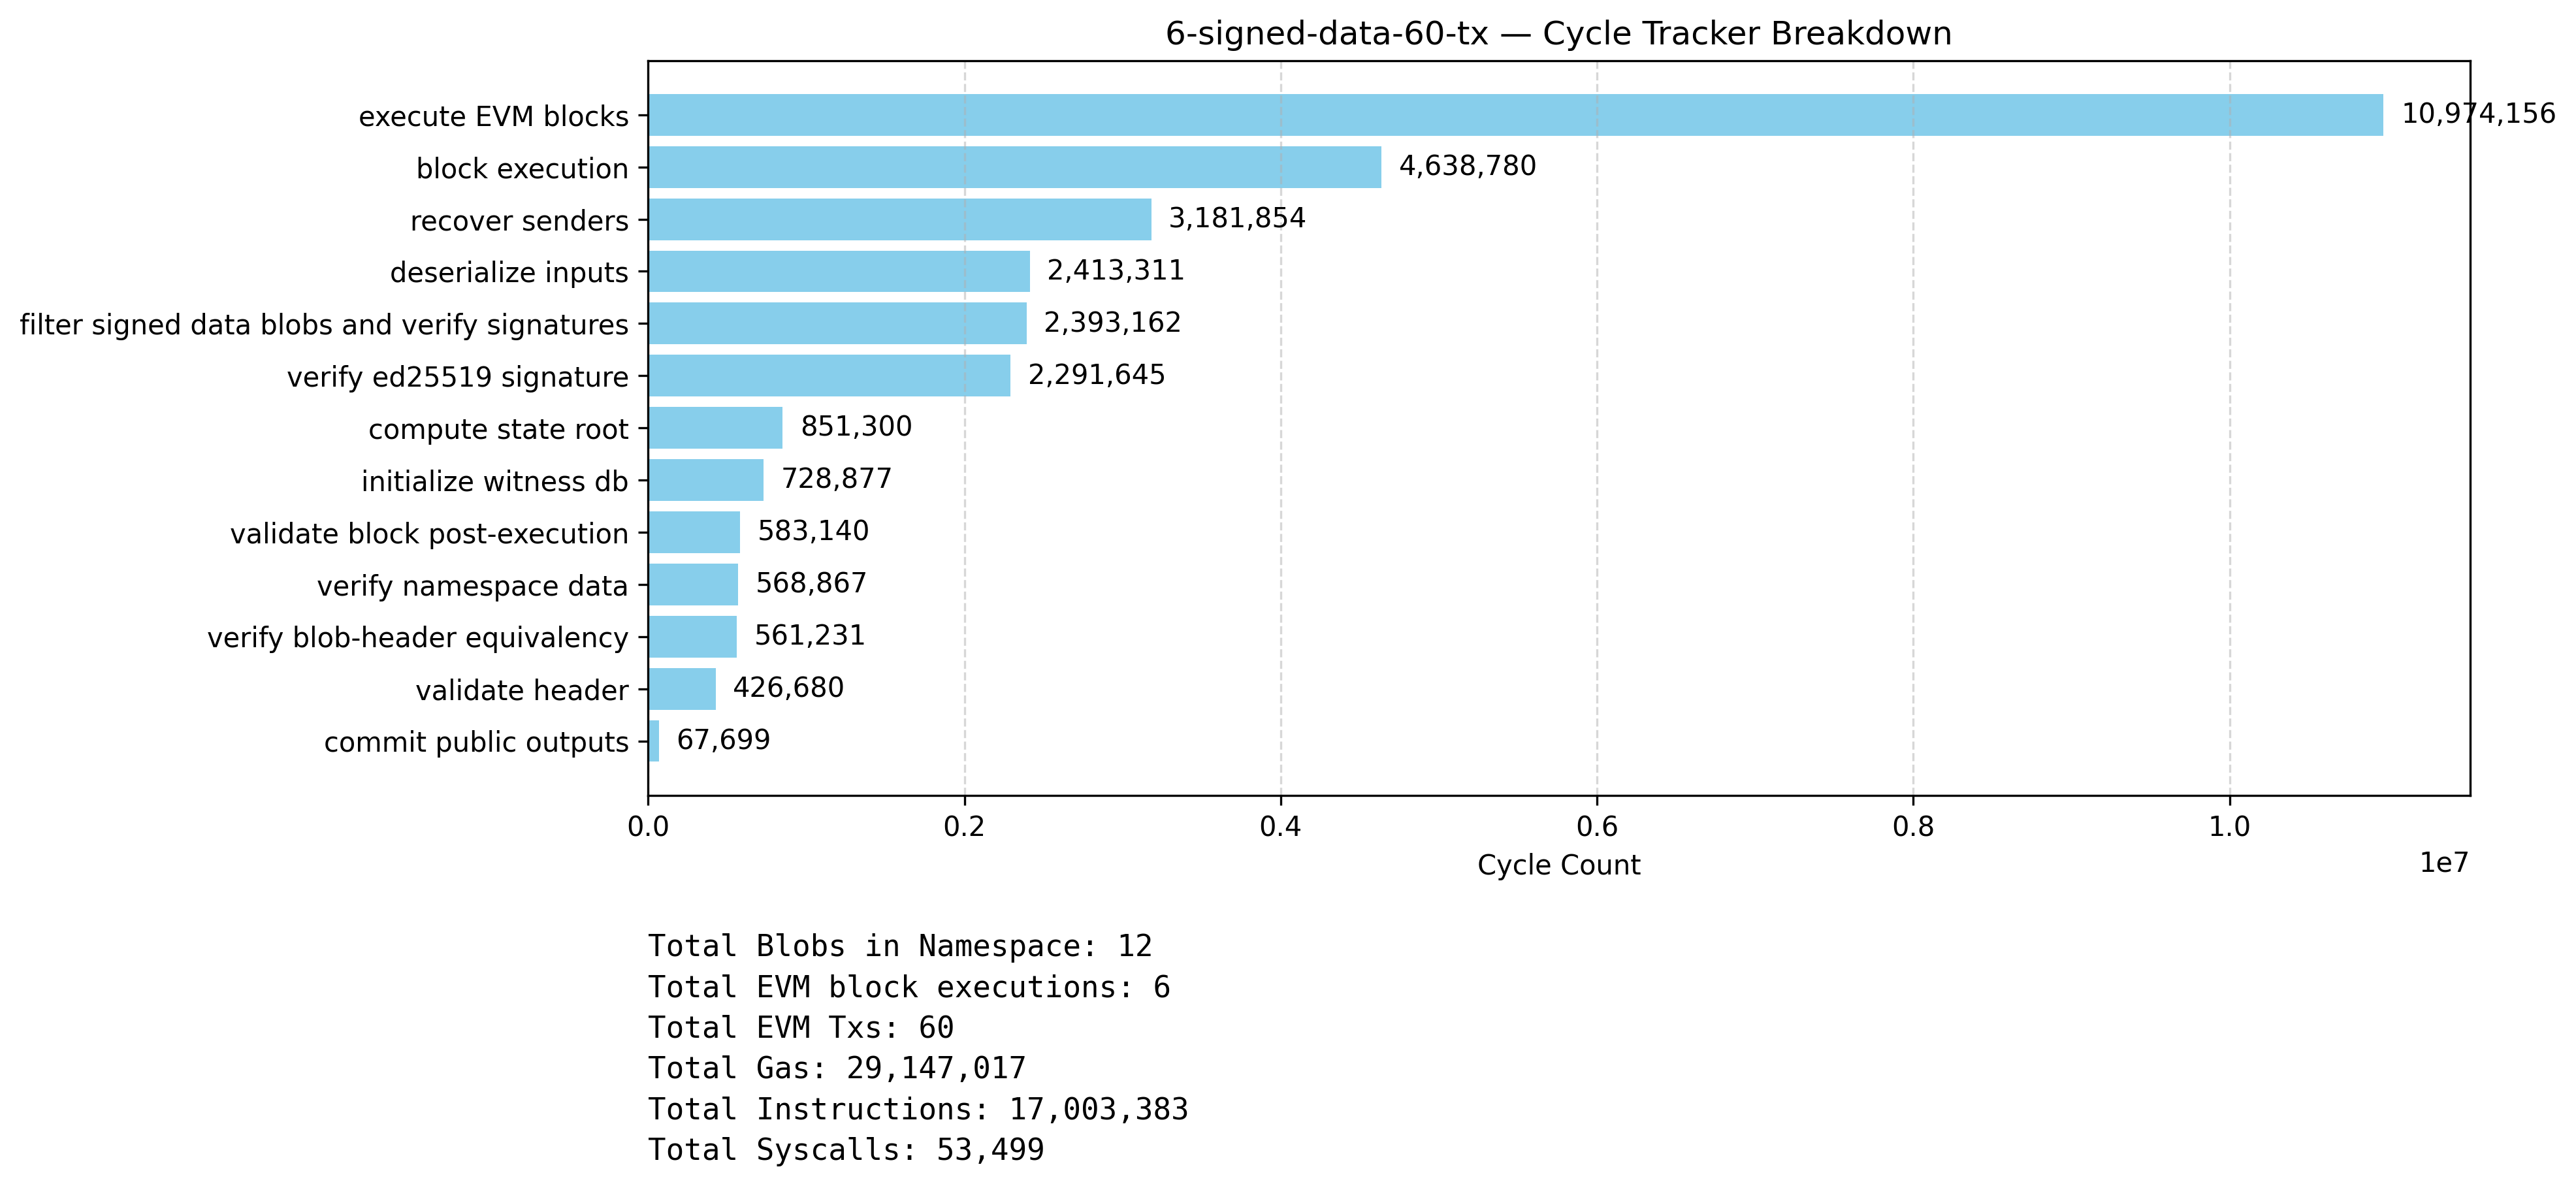 6-signed-data-60-tx — Cycle Tracker Breakdown
execute EVM blocks 10,974,156
block execution 4,638,780
recover senders 3,181,854
deserialize inputs 2,413,311
filter signed data blobs and verify signatures 2,393,162
verify ed25519 signature 2,291,645
compute state root 851,300
initialize witness db 728,877
validate block post-execution 583,140
verify namespace data 568,867
verify blob-header equivalency 561,231
validate header 426,680
commit public outputs 67,699
0.0 0.2 0.4 0.6 0.8 1.0
Cycle Count 1e7
Total Blobs in Namespace: 12
Total EVM block executions: 6
Total EVM Txs: 60
Total Gas: 29,147,017
Total Instructions: 17,003,383
Total Syscalls: 53,499